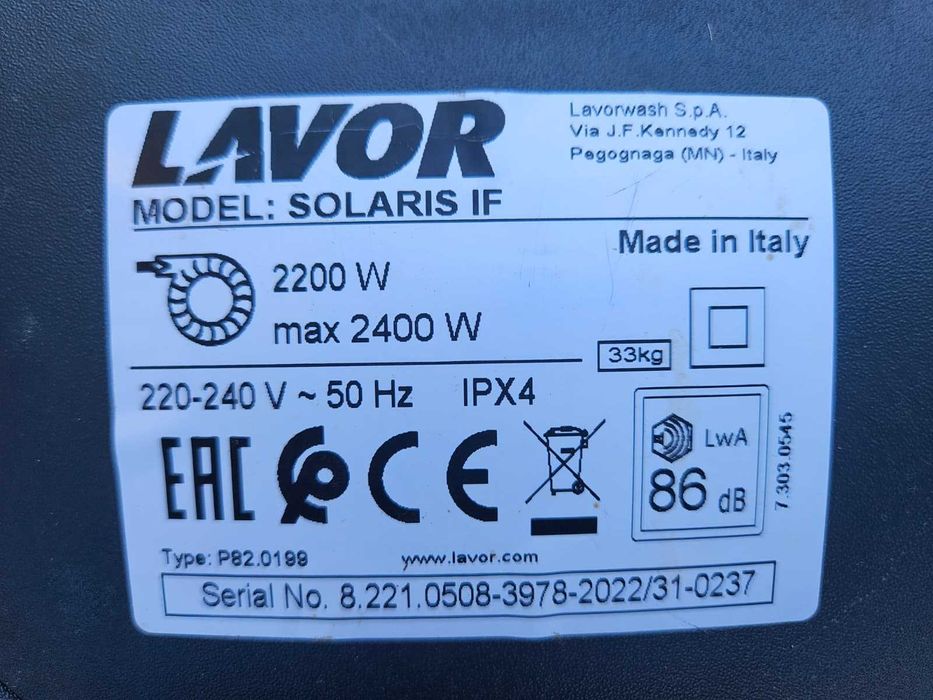 LAVOR
Lavorwash S.p.A.
Via J.F.Kennedy 12
Pegognaga (MN) - Italy
MODEL: SOLARIS IF
Made in Italy
2200 W
max 2400 W
33kg
220-240 V ~ 50 Hz IPX4
LwA
86 dB
7.303.0545
EAC
CE
Type: P82.0199
www.lavor.com
Serial No. 8.221.0508-3978-2022/31-0237